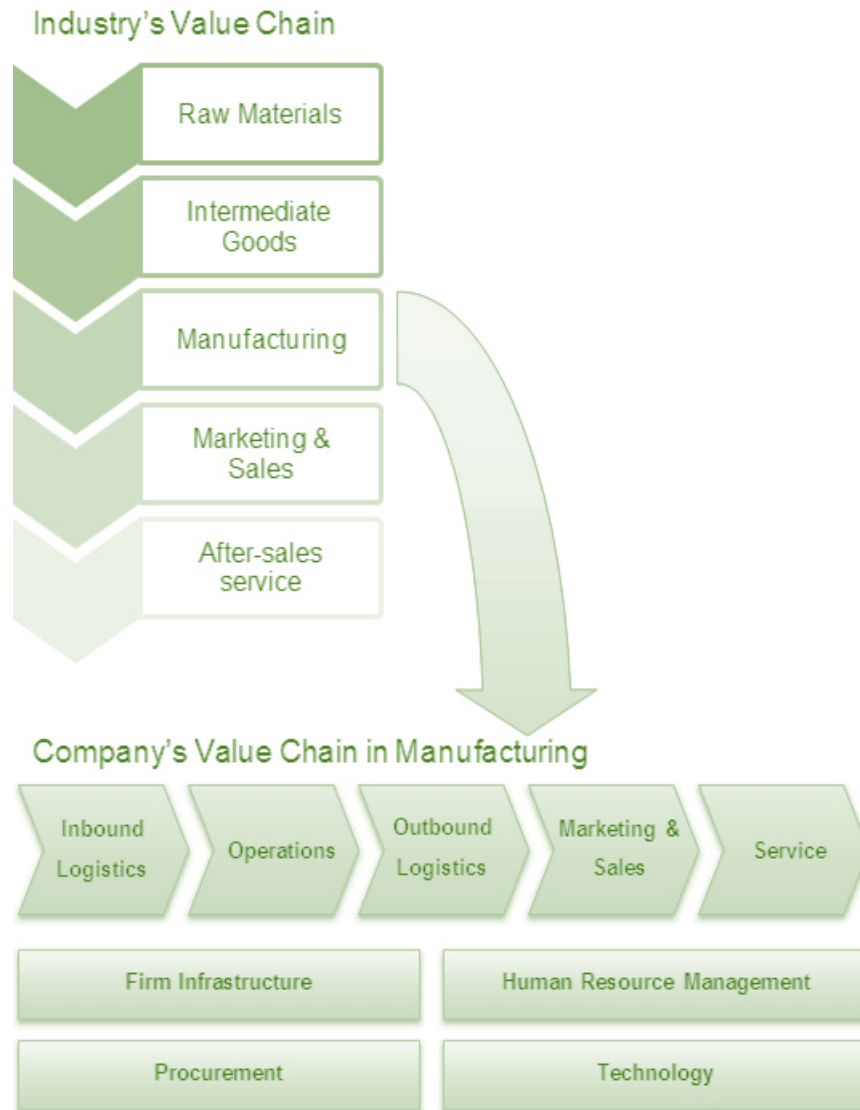 Industry’s Value Chain
Raw Materials
Intermediate
Goods
Manufacturing
Marketing &
Sales
After-sales
service
Company’s Value Chain in Manufacturing
Inbound
Logistics
Operations
Outbound
Logistics
Marketing &
Sales
Service
Firm Infrastructure
Human Resource Management
Procurement
Technology